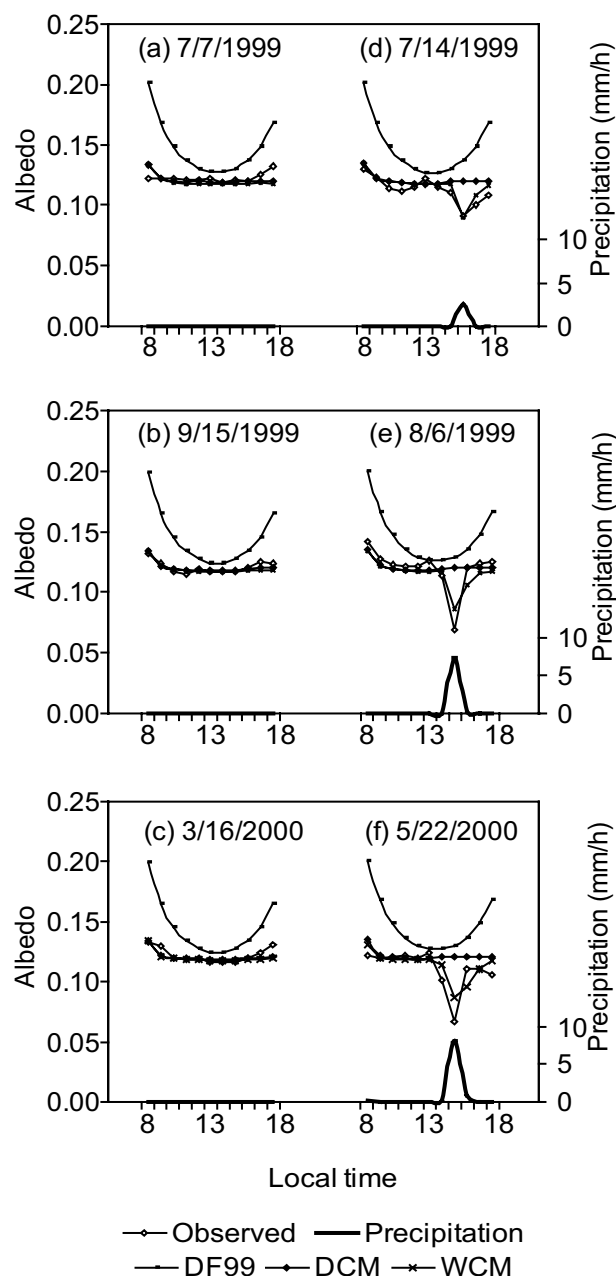 (a) 7/7/1999 (d) 7/14/1999
0.25
0.20
0.15
0.10
0.05
0.00
Albedo
10
5
0
Precipitation (mm/h)
8 13 18 8 13 18
(b) 9/15/1999 (e) 8/6/1999
0.25
0.20
0.15
0.10
0.05
0.00
Albedo
10
5
0
Precipitation (mm/h)
8 13 18 8 13 18
(c) 3/16/2000 (f) 5/22/2000
0.25
0.20
0.15
0.10
0.05
0.00
Albedo
10
5
0
Precipitation (mm/h)
8 13 18 8 13 18
Local time
Observed Precipitation
DF99 DCM WCM